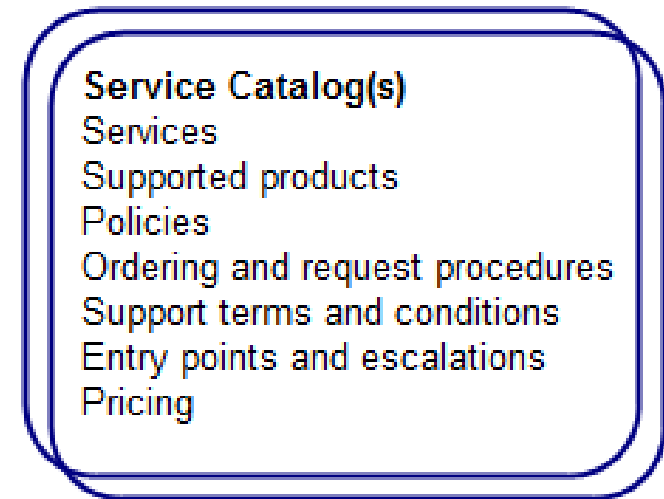 Service Catalog(s)
Services
Supported products
Policies
Ordering and request procedures
Support terms and conditions
Entry points and escalations
Pricing